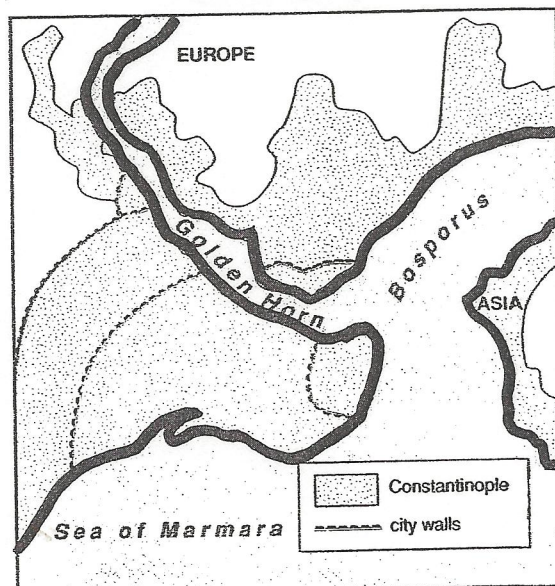 EUROPE
Golden Horn
Bosporus
ASIA
Sea of Marmara
Constantinople
city walls